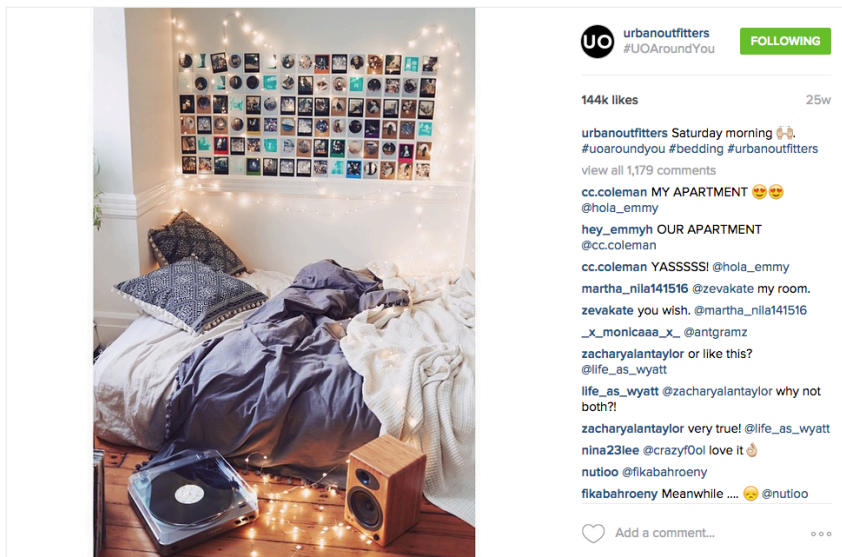 UO
urbanoutfitters
#UOAroundYou
FOLLOWING
144k likes
25w
urbanoutfitters Saturday morning 🙌🏼.
#uoaroundyou #bedding #urbanoutfitters
view all 1,179 comments
cc.coleman MY APARTMENT 😍😍
@hola_emmy
hey_emmyh OUR APARTMENT
@cc.coleman
cc.coleman YASSSSS! @hola_emmy
martha_nila141516 @zevakate my room.
zevakate you wish. @martha_nila141516
_x_monicaaa_x_ @antgramz
zacharyalantaylor or like this?
@life_as_wyatt
life_as_wyatt @zacharyalantaylor why not
both?!
zacharyalantaylor very true! @life_as_wyatt
nina23lee @crazyf0ol love it👌🏼
nutioo @fikabahroeny
fikabahroeny Meanwhile .... 😞 @nutioo
Add a comment...